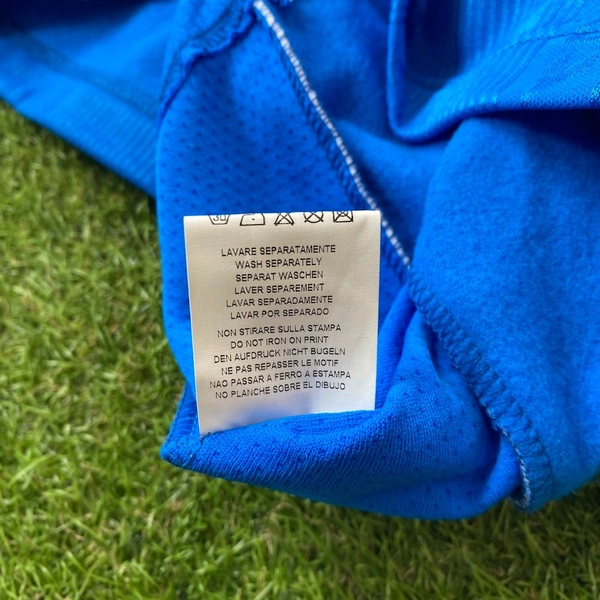 30
LAVARE SEPARATAMENTE
WASH SEPARATELY
SEPARAT WASCHEN
LAVER SEPAREMENT
LAVAR SEPARADAMENTE
LAVAR POR SEPARADO
NON STIRARE SULLA STAMPA
DO NOT IRON ON PRINT
DEN AUFDRUCK NICHT BUGELN
NE PAS REPASSER LE MOTIF
NAO PASSAR A FERRO A ESTAMPA
NO PLANCHE SOBRE EL DIBUJO